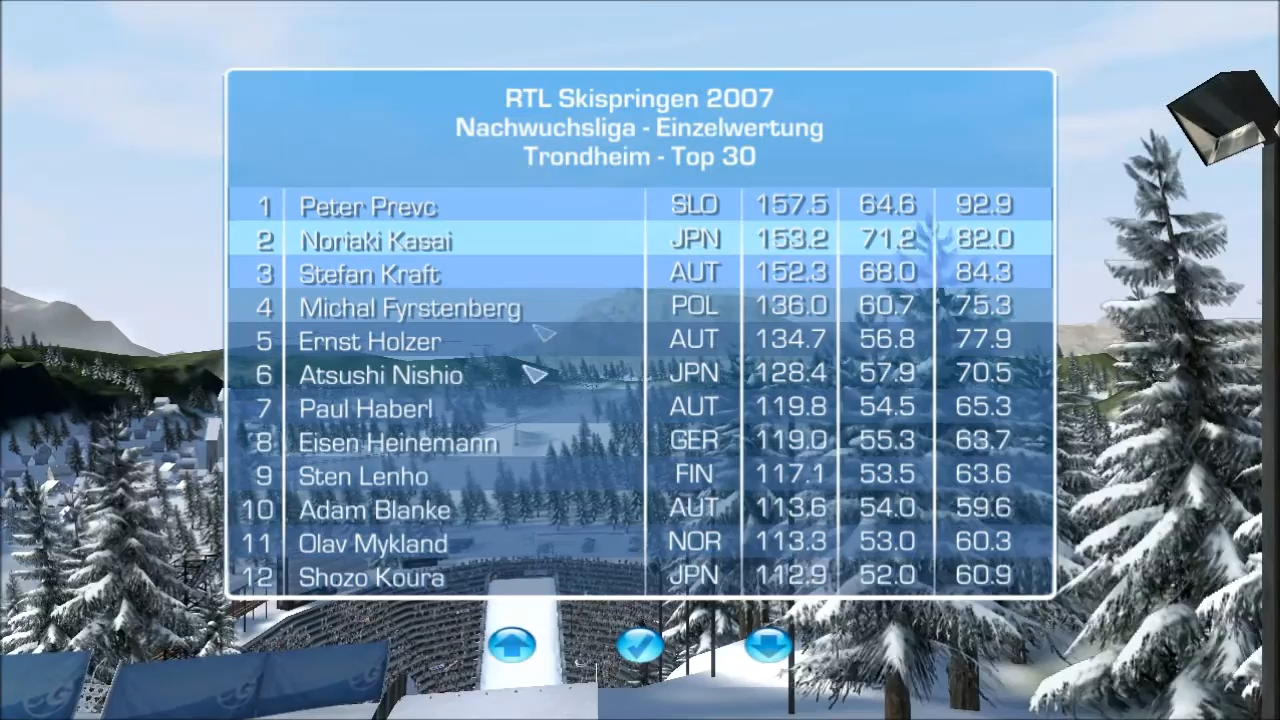 RTL Skispringen 2007
Nachwuchsliga - Einzelwertung
Trondheim - Top 30
1 Peter Prevc SLO 157.5 64.6 92.9
2 Noriaki Kasai JPN 153.2 71.2 82.0
3 Stefan Kraft AUT 152.3 68.0 84.3
4 Michal Fyrstenberg POL 136.0 60.7 75.3
5 Ernst Holzer AUT 134.7 56.8 77.9
6 Atsushi Nishio JPN 128.4 57.9 70.5
7 Paul Haberl AUT 119.8 54.5 65.3
8 Eisen Heinemann GER 119.0 55.3 63.7
9 Sten Lenho FIN 117.1 53.5 63.6
10 Adam Blanke AUT 113.6 54.0 59.6
11 Olav Mykland NOR 113.3 53.0 60.3
12 Shozo Koura JPN 112.9 52.0 60.9